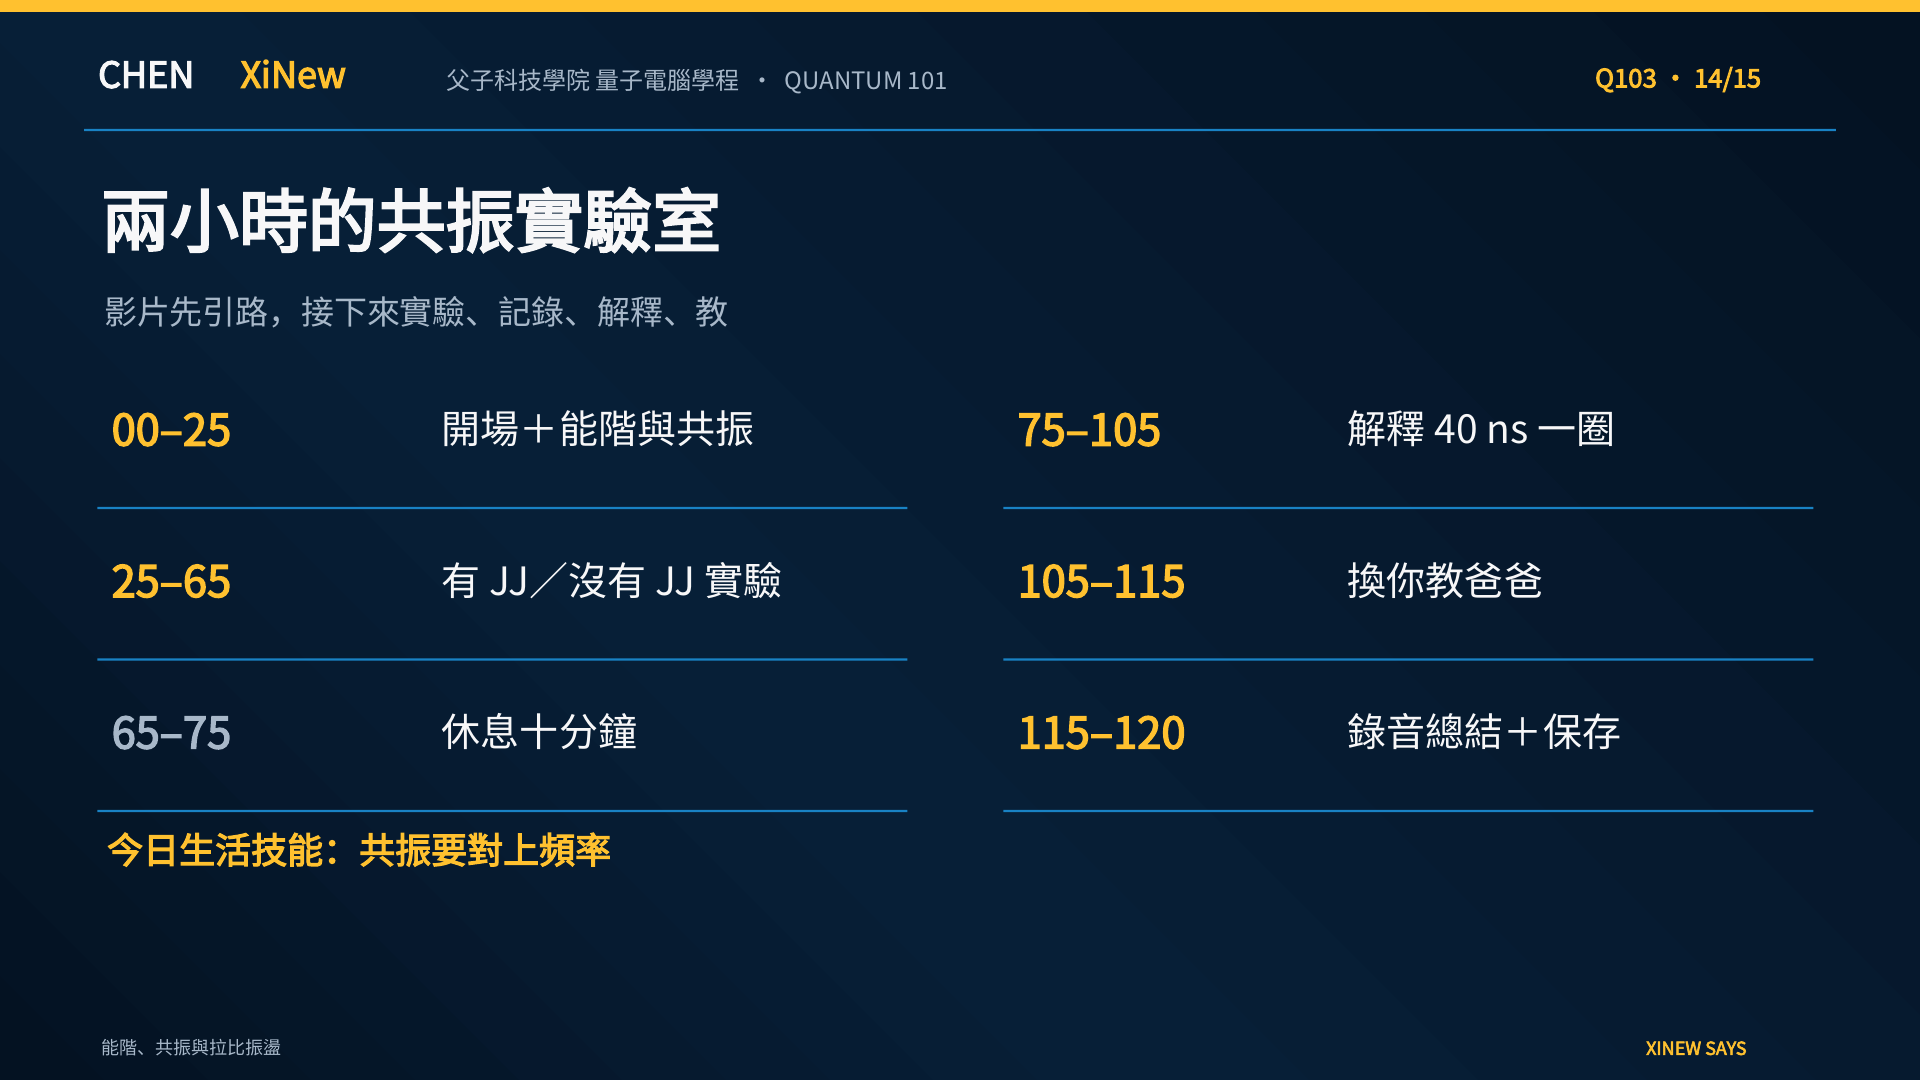 CHEN XiNew 父子科技學院 量子電腦學程 · QUANTUM 101 Q103 · 14/15
兩小時的共振實驗室
影片先引路，接下來實驗、記錄、解釋、教
00–25 開場＋能階與共振
25–65 有 JJ／沒有 JJ 實驗
65–75 休息十分鐘
75–105 解釋 40 ns 一圈
105–115 換你教爸爸
115–120 錄音總結＋保存
今日生活技能：共振要對上頻率
能階、共振與拉比振盪 XINEW SAYS